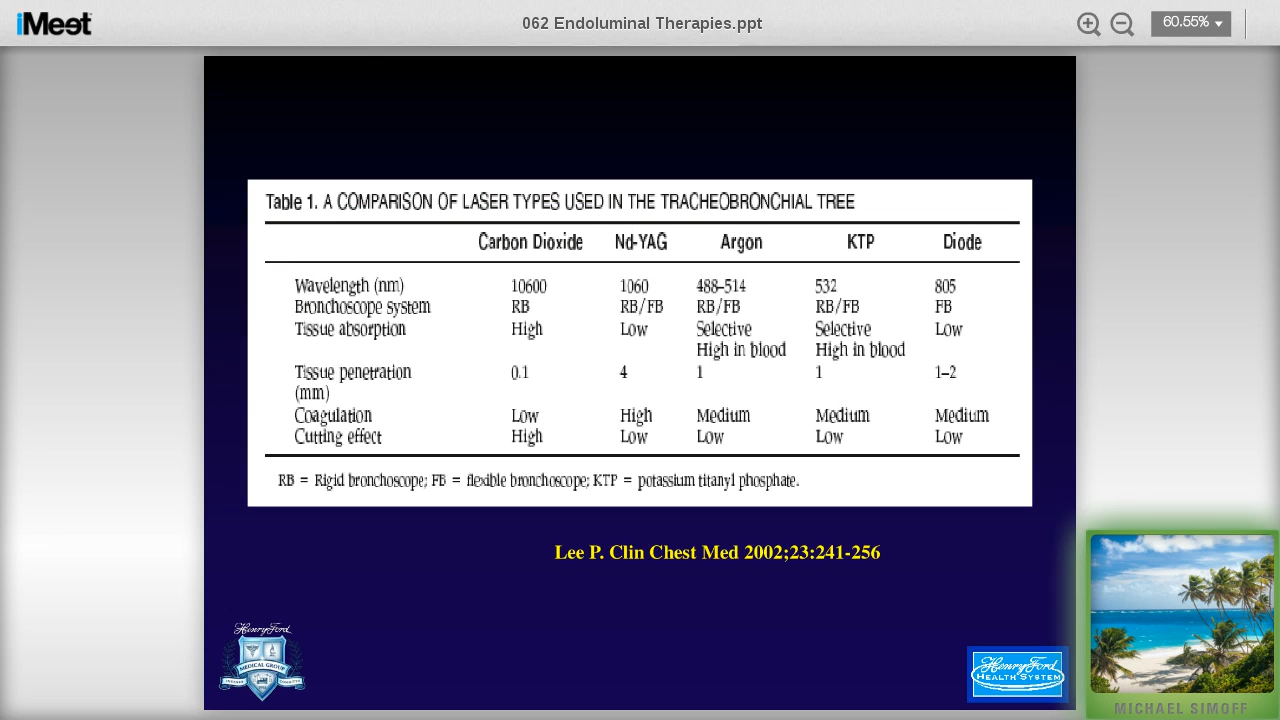 iMeet
062 Endoluminal Therapies.ppt
60.55%
Table 1. A COMPARISON OF LASER TYPES USED IN THE TRACHEOBRONCHIAL TREE
Carbon Dioxide Nd-YAG Argon KTP Diode
Wavelength (nm) 10600 1060 488–514 532 805
Bronchoscope system RB RB/FB RB/FB RB/FB FB
Tissue absorption High Low Selective Selective Low
High in blood High in blood
Tissue penetration 0.1 4 1 1 1–2
(mm)
Coagulation Low High Medium Medium Medium
Cutting effect High Low Low Low Low
RB = Rigid bronchoscope; FB = flexible bronchoscope; KTP = potassium titanyl phosphate.
Lee P. Clin Chest Med 2002;23:241-256
Henry Ford
MEDICAL GROUP
Henry Ford
HEALTH SYSTEM
MICHAEL SIMOFF